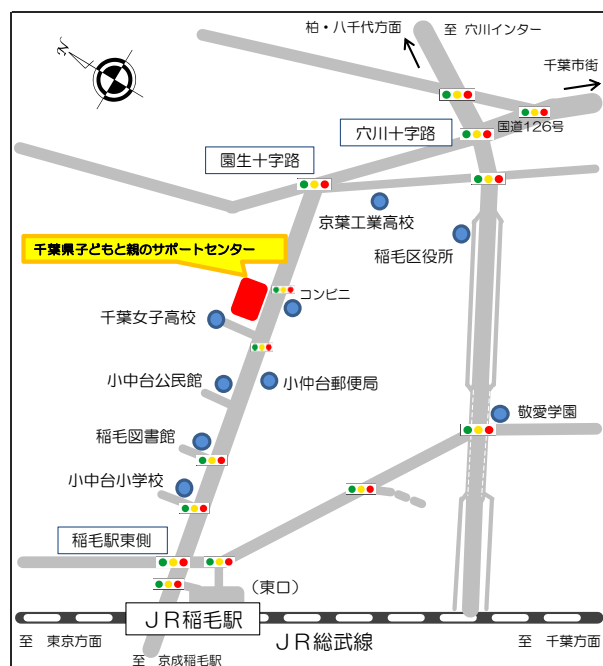 柏・八千代方面
至 穴川インター
千葉市街
N
国道126号
穴川十字路
園生十字路
京葉工業高校
稲毛区役所
千葉県子どもと親のサポートセンター
コンビニ
千葉女子高校
小中台公民館
小仲台郵便局
敬愛学園
稲毛図書館
小中台小学校
稲毛駅東側
（東口）
ＪＲ稲毛駅
ＪＲ総武線
至 東京方面
至 千葉方面
至 京成稲毛駅